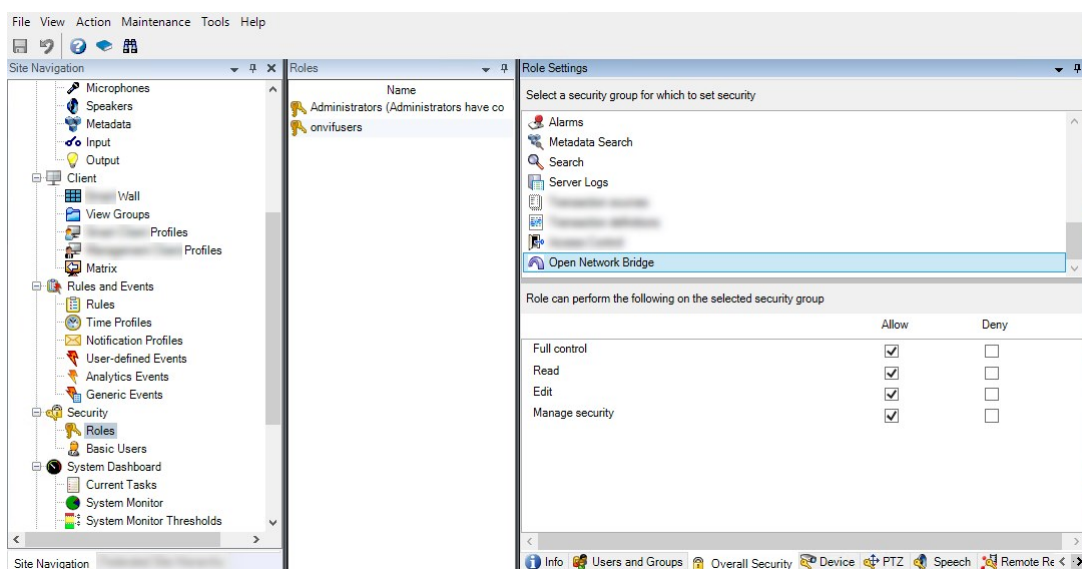 File View Action Maintenance Tools Help
Site Navigation
Microphones
Speakers
Metadata
Input
Output
Client
Wall
View Groups
Profiles
Profiles
Matrix
Rules and Events
Rules
Time Profiles
Notification Profiles
User-defined Events
Analytics Events
Generic Events
Security
Roles
Basic Users
System Dashboard
Current Tasks
System Monitor
System Monitor Thresholds
Site Navigation
Roles
Name
Administrators (Administrators have co
onvifusers
Role Settings
Select a security group for which to set security
Alarms
Metadata Search
Search
Server Logs
Open Network Bridge
Role can perform the following on the selected security group
Allow Deny
Full control
Read
Edit
Manage security
Info Users and Groups Overall Security Device PTZ Speech Remote Re